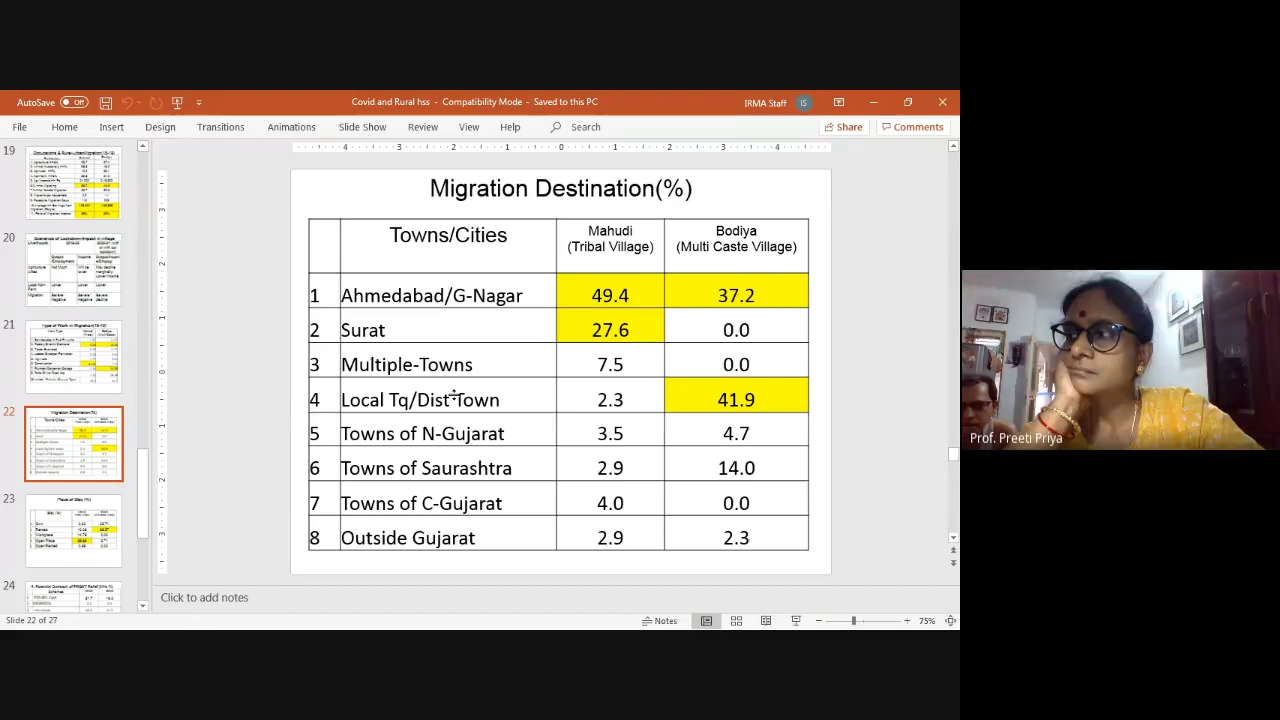 AutoSave Off
Covid and Rural hss - Compatibility Mode - Saved to this PC
IRMA Staff IS
File Home Insert Design Transitions Animations Slide Show Review View Help Search
Share Comments
19
20
21
22
23
24
Place of Stay (%)
Migration Destination(%)
Towns/Cities Mahudi (Tribal Village) Bodiya (Multi Caste Village)
1 Ahmedabad/G-Nagar 49.4 37.2
2 Surat 27.6 0.0
3 Multiple-Towns 7.5 0.0
4 Local Tq/Dist-Town 2.3 41.9
5 Towns of N-Gujarat 3.5 4.7
6 Towns of Saurashtra 2.9 14.0
7 Towns of C-Gujarat 4.0 0.0
8 Outside Gujarat 2.9 2.3
Click to add notes
Slide 22 of 27
Notes
75%
Prof. Preeti Priya